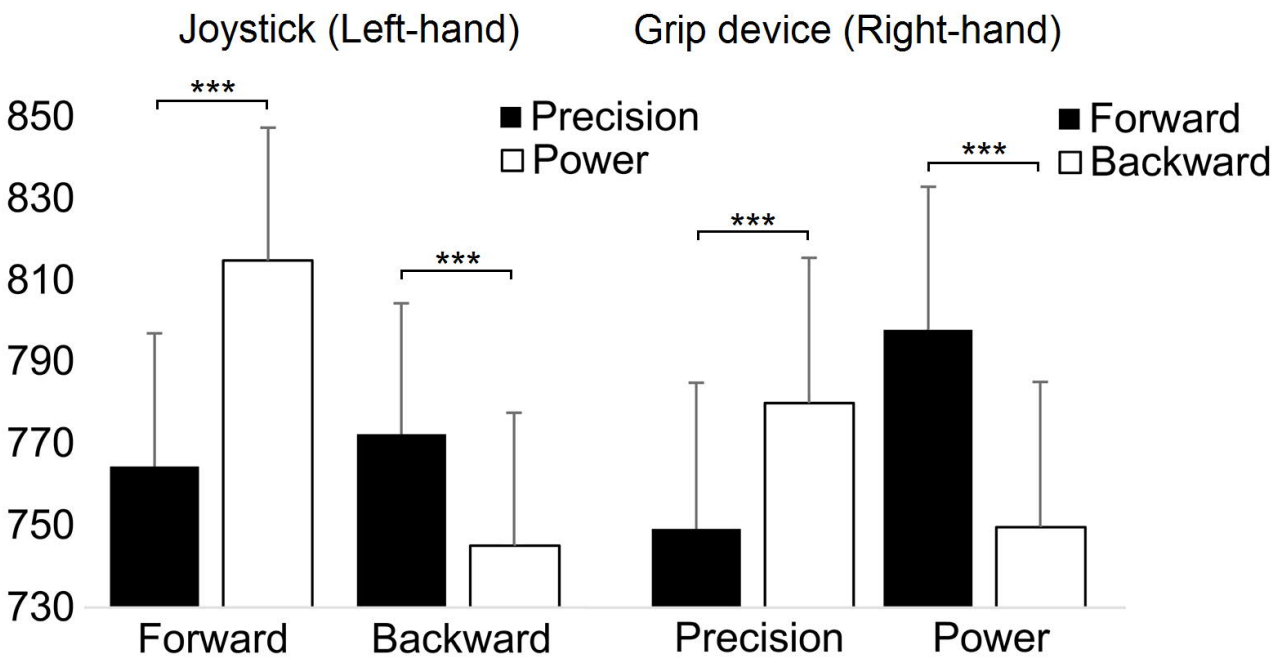 Joystick (Left-hand)
Grip device (Right-hand)
850
830
810
790
770
750
730
***
***
Precision
Power
***
***
Forward
Backward
Forward
Backward
Precision
Power